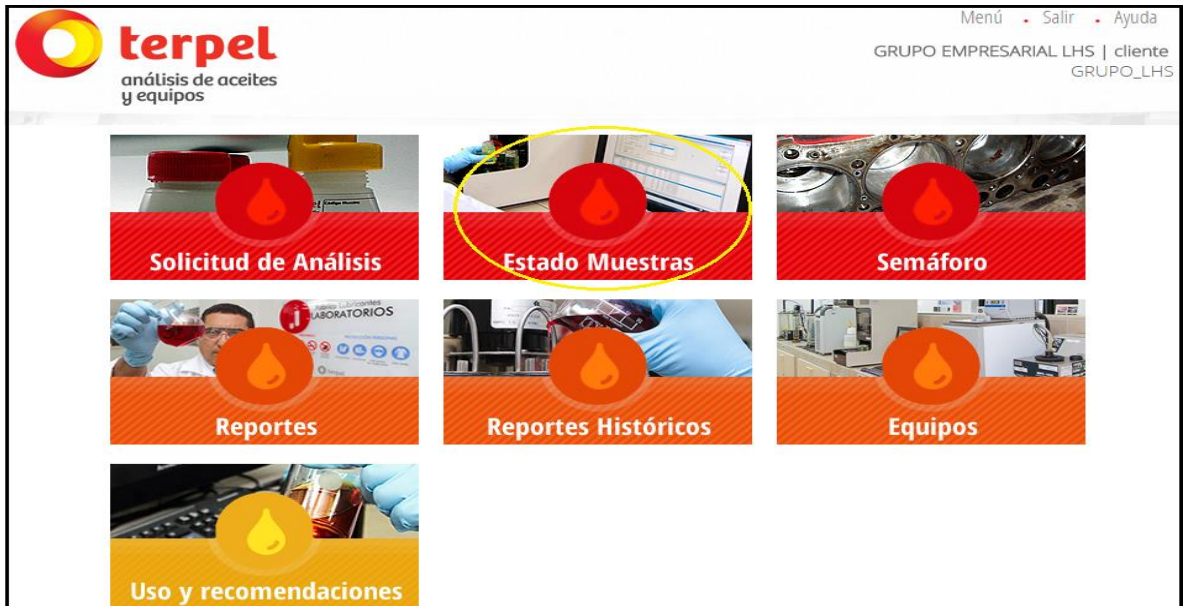 Menú . Salir . Ayuda
terpel
análisis de aceites
y equipos
GRUPO EMPRESARIAL LHS | cliente
GRUPO_LHS
Solicitud de Análisis
Estado Muestras
Semáforo
LABORATORIOS
Reportes
Reportes Históricos
Equipos
Uso y recomendaciones